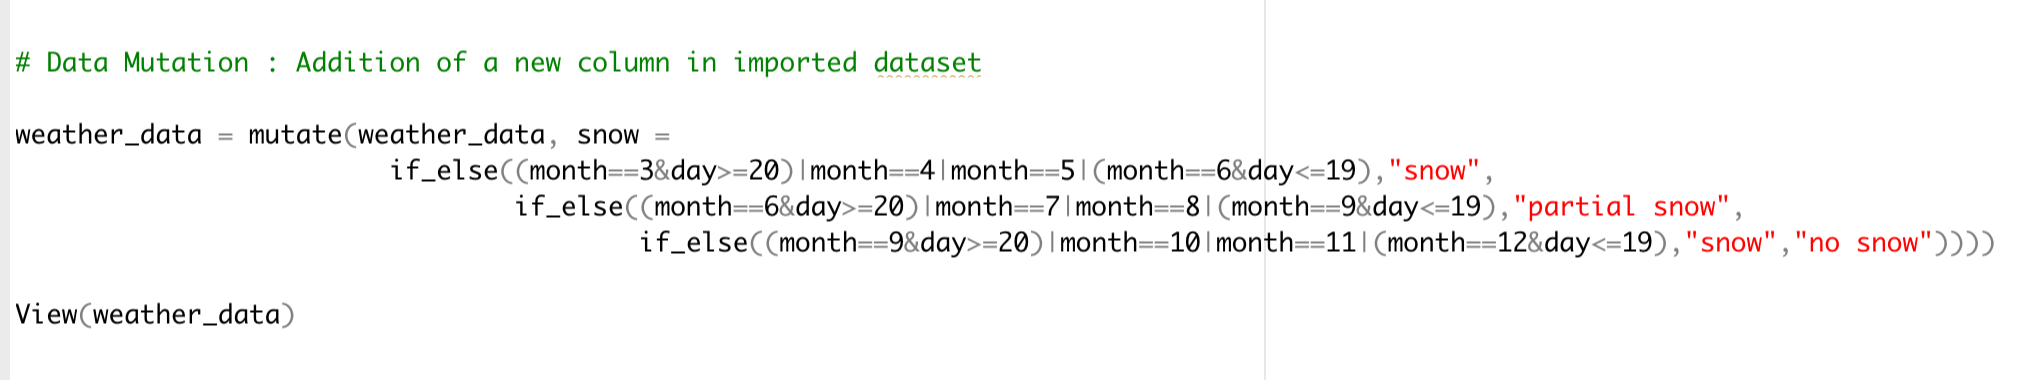 # Data Mutation : Addition of a new column in imported dataset
weather_data = mutate(weather_data, snow =
if_else((month==3&day>=20)|month==4|month==5|(month==6&day<=19),"snow",
if_else((month==6&day>=20)|month==7|month==8|(month==9&day<=19),"partial snow",
if_else((month==9&day>=20)|month==10|month==11|(month==12&day<=19),"snow","no snow"))))
View(weather_data)